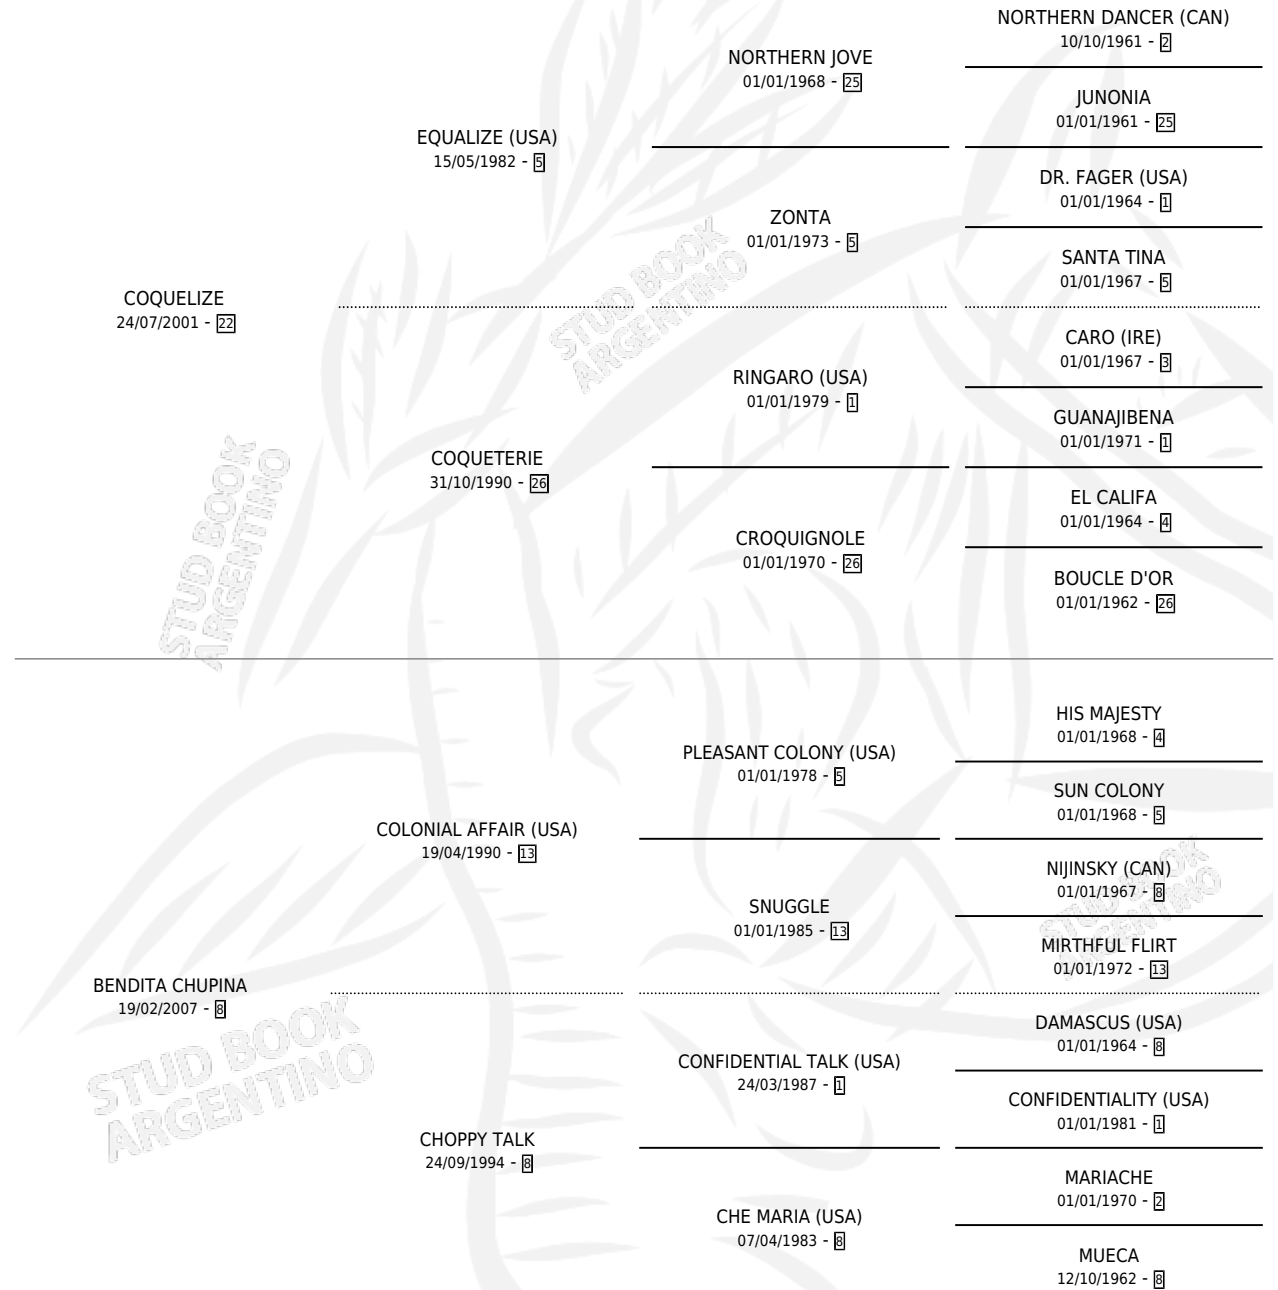 NORTHERN DANCER (CAN)
10/10/1961 - 2
NORTHERN JOVE
01/01/1968 - 25
JUNONIA
01/01/1961 - 25
EQUALIZE (USA)
15/05/1982 - 5
DR. FAGER (USA)
01/01/1964 - 1
ZONTA
01/01/1973 - 5
SANTA TINA
01/01/1967 - 5
COQUELIZE
24/07/2001 - 22
CARO (IRE)
01/01/1967 - 3
RINGARO (USA)
01/01/1979 - 1
GUANAJIBENA
01/01/1971 - 1
COQUETERIE
31/10/1990 - 26
EL CALIFA
01/01/1964 - 4
CROQUIGNOLE
01/01/1970 - 26
BOUCLE D'OR
01/01/1962 - 26
HIS MAJESTY
01/01/1968 - 4
PLEASANT COLONY (USA)
01/01/1978 - 5
SUN COLONY
01/01/1968 - 5
COLONIAL AFFAIR (USA)
19/04/1990 - 13
NIJINSKY (CAN)
01/01/1967 - 8
SNUGGLE
01/01/1985 - 13
MIRTHFUL FLIRT
01/01/1972 - 13
BENDITA CHUPINA
19/02/2007 - 8
DAMASCUS (USA)
01/01/1964 - 8
CONFIDENTIAL TALK (USA)
24/03/1987 - 1
CONFIDENTIALITY (USA)
01/01/1981 - 1
CHOPPY TALK
24/09/1994 - 8
MARIACHE
01/01/1970 - 2
CHE MARIA (USA)
07/04/1983 - 8
MUECA
12/10/1962 - 8
STUD BOOK
ARGENTINO
STUD BOOK
ARGENTINO
STUD BOOK
ARGENTINO
STUD BOOK
ARGENTINO